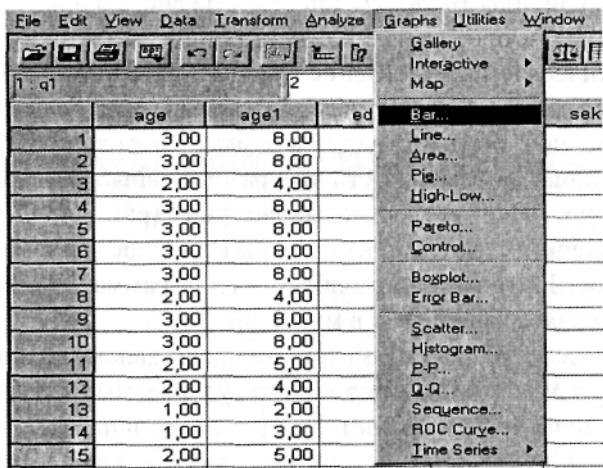 File Edit View Data Transform Analyze Graphs Utilities Window
1 : q1 2
Gallery
Interactive
Map
Bar...
Line...
Area...
Pie...
High-Low...
Pareto...
Control...
Boxplot...
Error Bar...
Scatter...
Histogram...
P-P...
Q-Q...
Sequence...
ROC Curve...
Time Series
age age1 ed sek
1 3,00 8,00
2 3,00 8,00
3 2,00 4,00
4 3,00 8,00
5 3,00 8,00
6 3,00 8,00
7 3,00 8,00
8 2,00 4,00
9 3,00 8,00
10 3,00 8,00
11 2,00 5,00
12 2,00 4,00
13 1,00 2,00
14 1,00 3,00
15 2,00 5,00